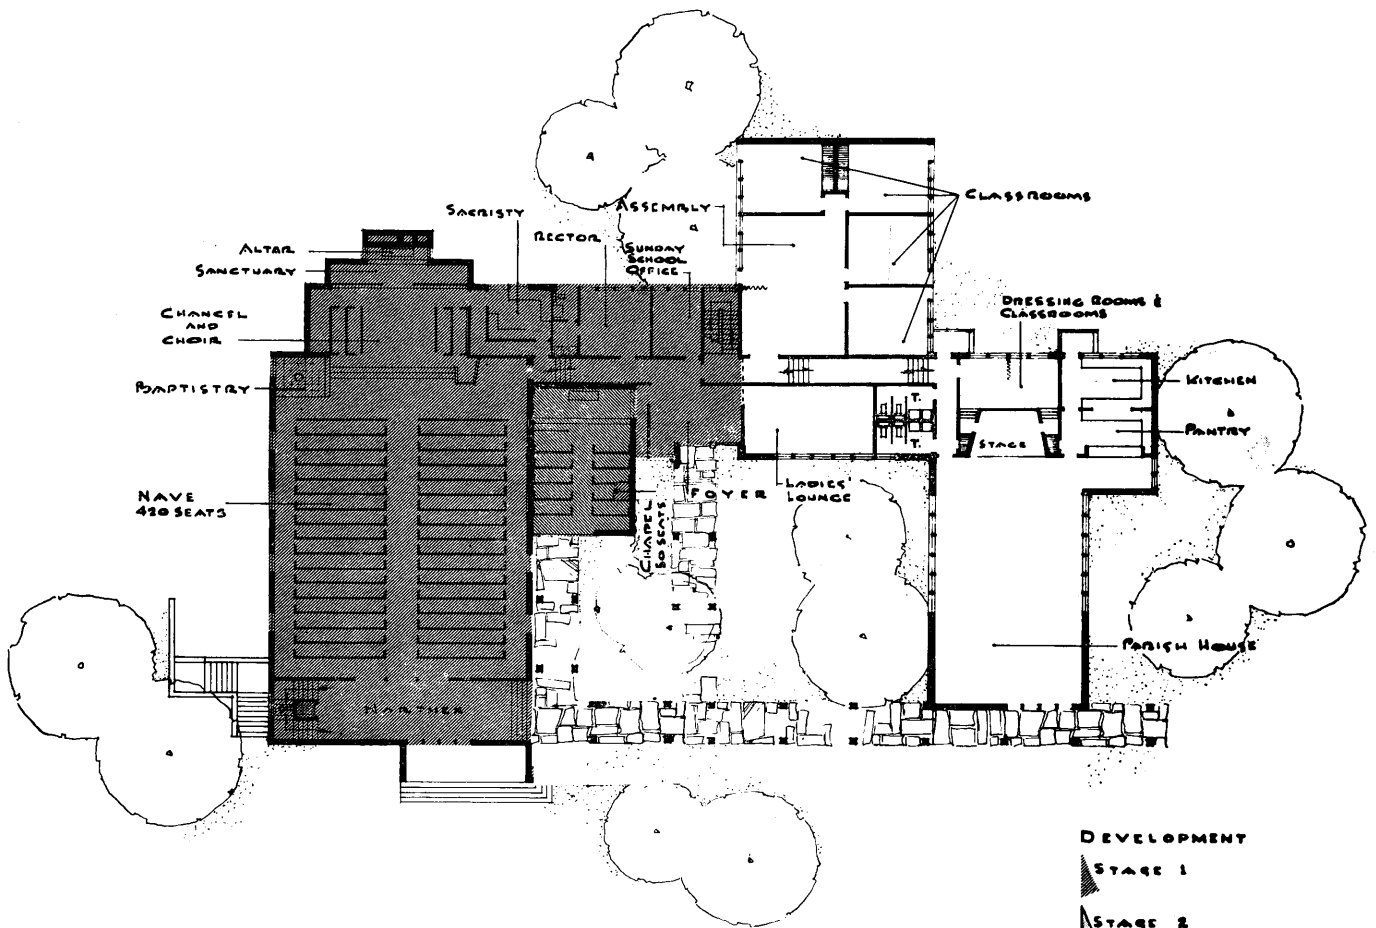 SACRISTY
ASSEMBLY
CLASSROOMS
RECTOR
ALTAR
SUNDAY
SCHOOL
OFFICE
SANCTUARY
DRESSING ROOMS &
CLASSROOMS
CHANCEL
AND
CHOIR
BAPTISTRY
KITCHEN
T.
PANTRY
T.
STAGE
NAVE
420 SEATS
FOYER
LADIES'
LOUNGE
CHAPEL
50 SEATS
PARISH HOUSE
NARTHEX
DEVELOPMENT
STAGE 1
STAGE 2